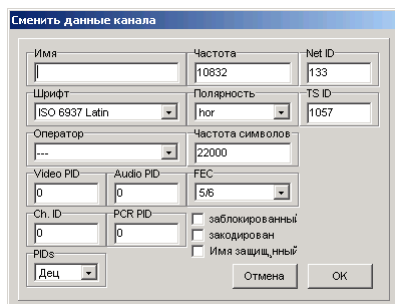 Сменить данные канала
Имя
Частота
10832
Net ID
133
Шрифт
ISO 6937 Latin
Полярность
hor
TS ID
1057
Оператор
---
Частота символов
22000
Video PID
0
Audio PID
0
FEC
5/6
Ch. ID
0
PCR PID
0
заблокированный
закодирован
Имя защищ_нный
PIDs
Дец
Отмена
OK